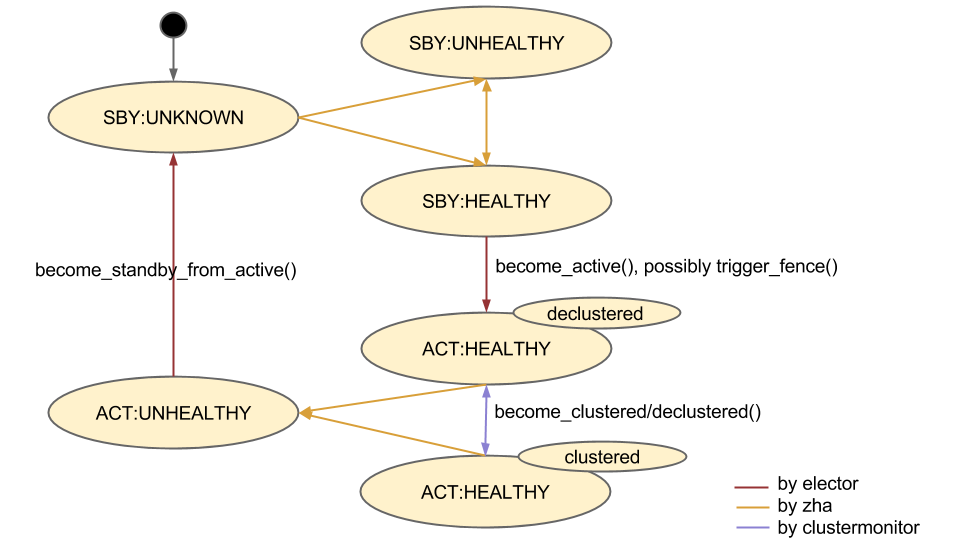 SBY:UNHEALTHY
SBY:UNKNOWN
SBY:HEALTHY
become_standby_from_active()
become_active(), possibly trigger_fence()
declustered
ACT:HEALTHY
ACT:UNHEALTHY
become_clustered/declustered()
clustered
ACT:HEALTHY
by elector
by zha
by clustermonitor